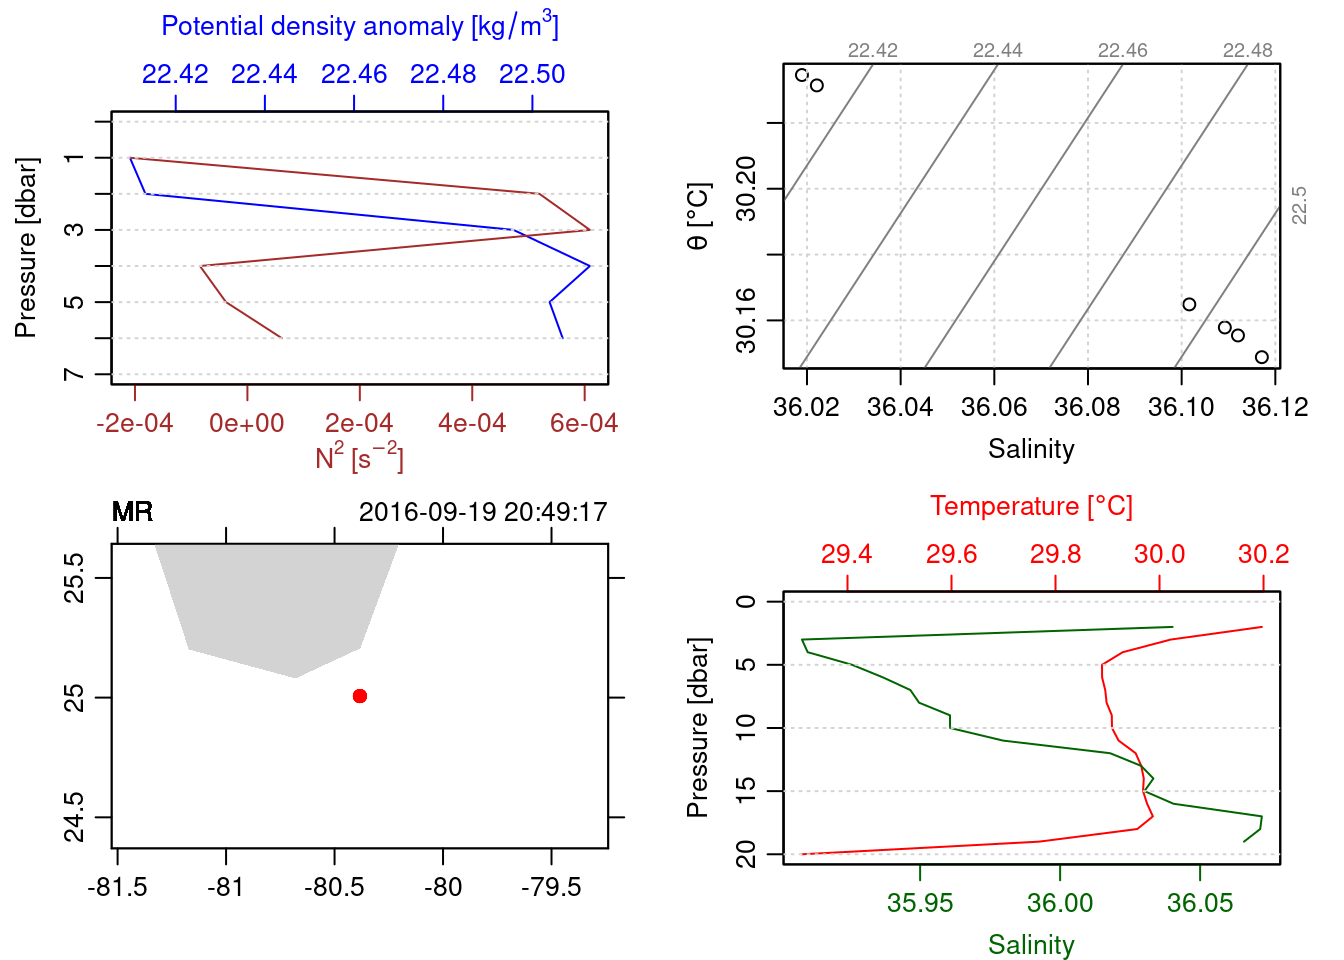 Potential density anomaly [kg/m³]
22.42 22.44 22.46 22.48 22.50
Pressure [dbar]
1
3
5
7
-2e-04 0e+00 2e-04 4e-04 6e-04
N² [s⁻²]
22.42 22.44 22.46 22.48
22.5
θ [°C]
30.20
30.16
36.02 36.04 36.06 36.08 36.10 36.12
Salinity
MR 2016-09-19 20:49:17
25.5
25
24.5
-81.5 -81 -80.5 -80 -79.5
Temperature [°C]
29.4 29.6 29.8 30.0 30.2
Pressure [dbar]
0
5
10
15
20
35.95 36.00 36.05
Salinity